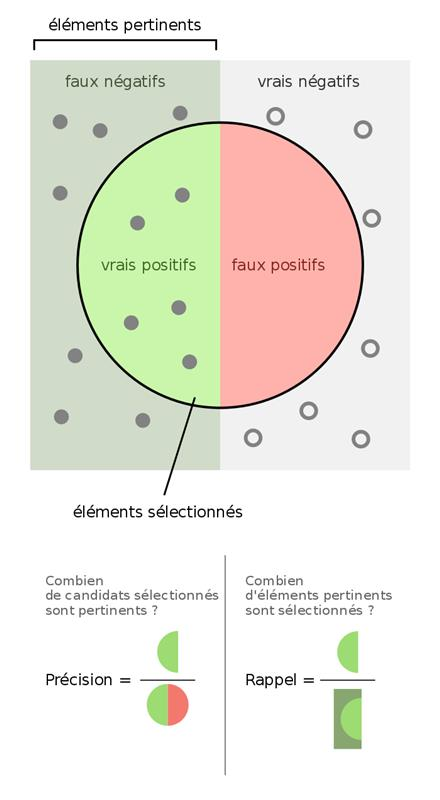 éléments pertinents
faux négatifs
vrais négatifs
vrais positifs
faux positifs
éléments sélectionnés
Combien
de candidats sélectionnés
sont pertinents ?
Précision =
Combien
d'éléments pertinents
sont sélectionnés ?
Rappel =